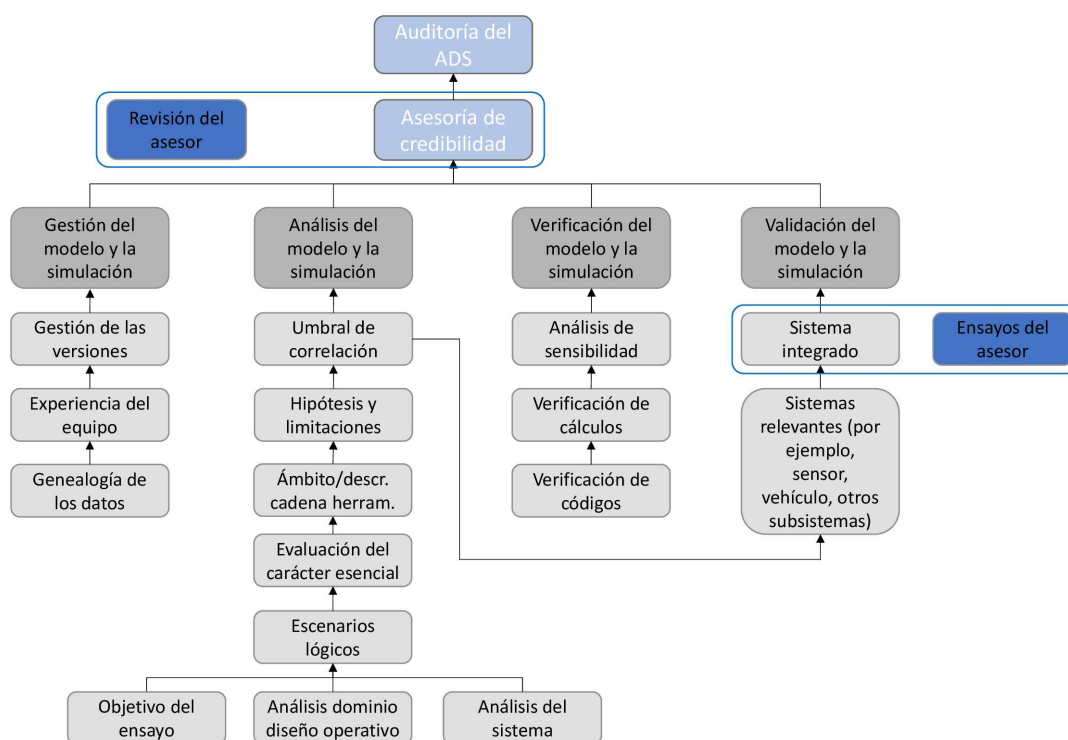 Auditoría del
ADS
Revisión del
asesor
Asesoría de
credibilidad
Gestión del
modelo y la
simulación
Análisis del
modelo y la
simulación
Verificación del
modelo y la
simulación
Validación del
modelo y la
simulación
Gestión de las
versiones
Umbral de
correlación
Análisis de
sensibilidad
Sistema
integrado
Ensayos del
asesor
Experiencia del
equipo
Hipótesis y
limitaciones
Verificación de
cálculos
Sistemas
relevantes (por
ejemplo,
sensor,
vehículo, otros
subsistemas)
Genealogía de
los datos
Ámbito/descr.
cadena herram.
Verificación de
códigos
Evaluación del
carácter esencial
Escenarios
lógicos
Objetivo del
ensayo
Análisis dominio
diseño operativo
Análisis del
sistema